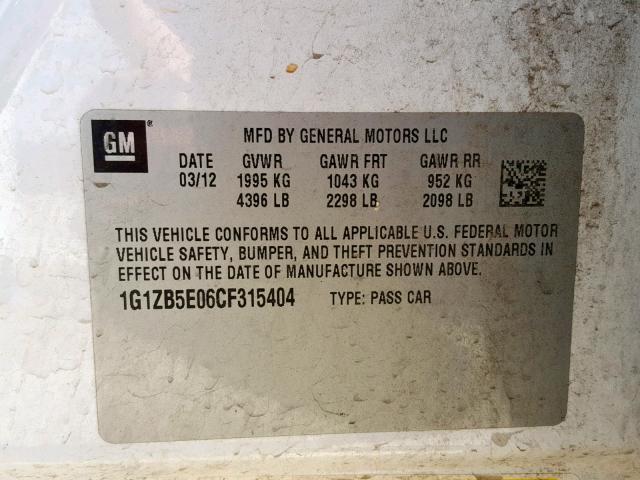 GM®
MFD BY GENERAL MOTORS LLC
DATE GVWR GAWR FRT GAWR RR
03/12 1995 KG 1043 KG 952 KG
4396 LB 2298 LB 2098 LB
THIS VEHICLE CONFORMS TO ALL APPLICABLE U.S. FEDERAL MOTOR
VEHICLE SAFETY, BUMPER, AND THEFT PREVENTION STANDARDS IN
EFFECT ON THE DATE OF MANUFACTURE SHOWN ABOVE.
1G1ZB5E06CF315404 TYPE: PASS CAR